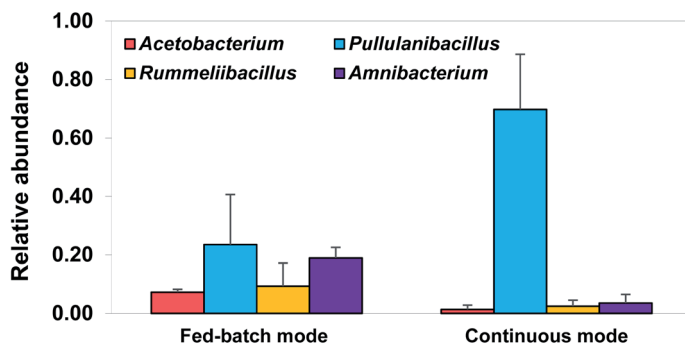 Relative abundance
1.00
0.80
0.60
0.40
0.20
0.00
Acetobacterium
Pullulanibacillus
Rummeliibacillus
Amnibacterium
Fed-batch mode
Continuous mode